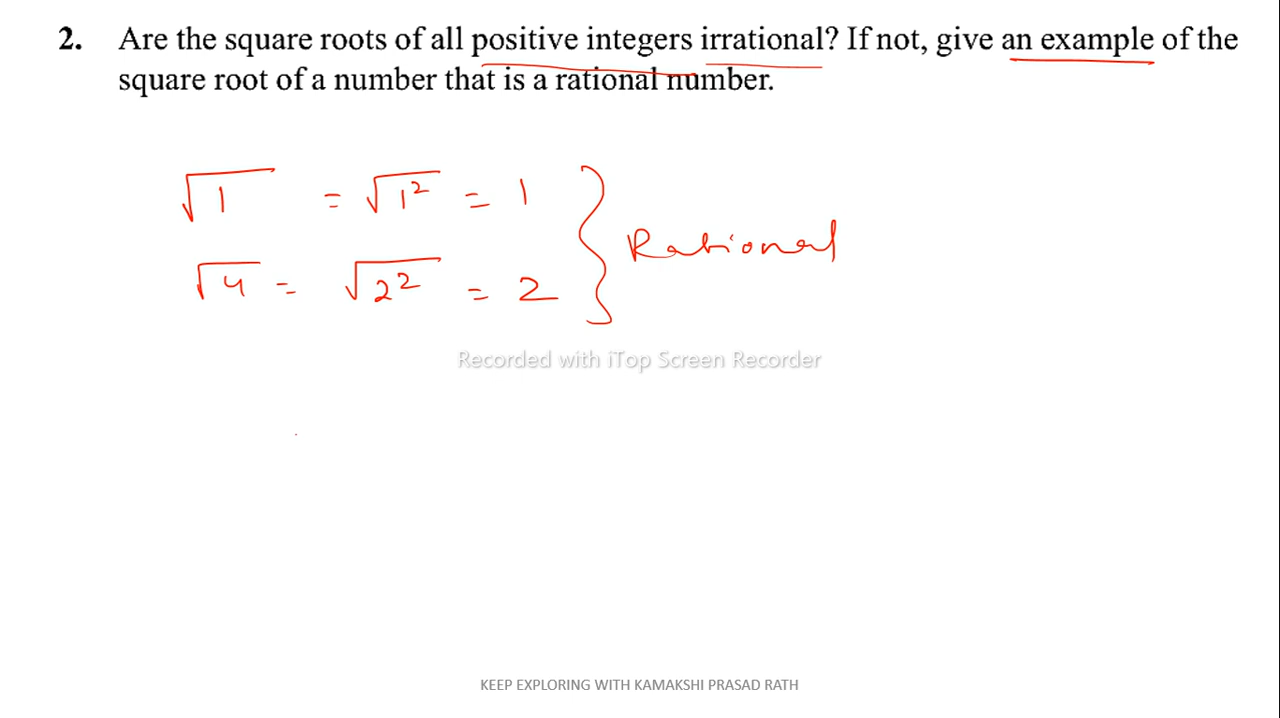 2. Are the square roots of all positive integers irrational? If not, give an example of the
square root of a number that is a rational number.
√1 = √1² = 1
√4 = √2² = 2
} Rational
Recorded with iTop Screen Recorder
KEEP EXPLORING WITH KAMAKSHI PRASAD RATH